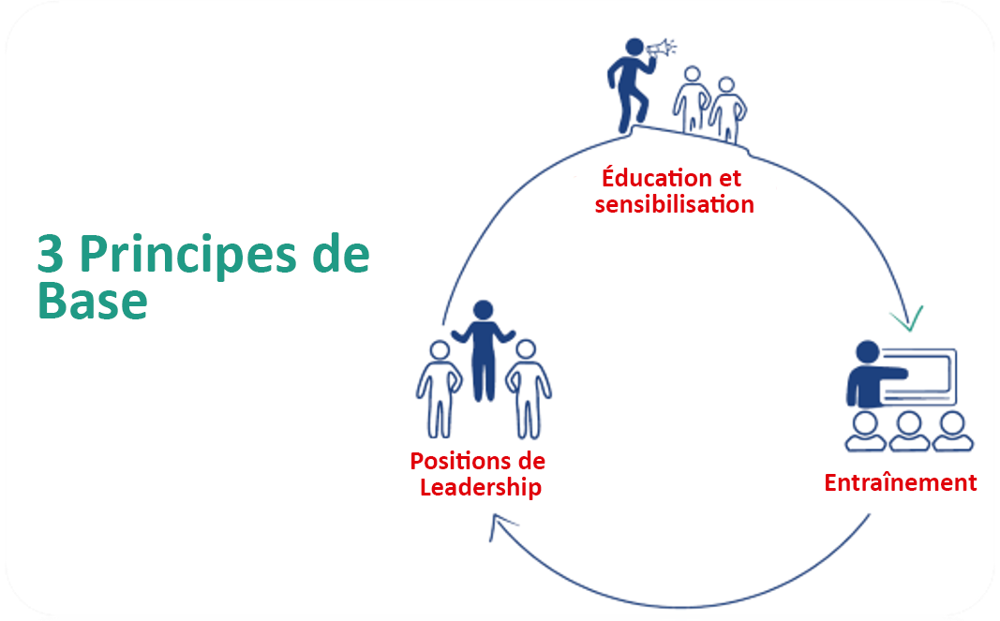 3 Principes de
Base
Éducation et
sensibilisation
Entraînement
Positions de
Leadership